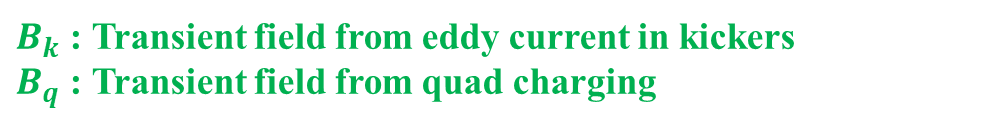 B_k : Transient field from eddy current in kickers
B_q : Transient field from quad charging